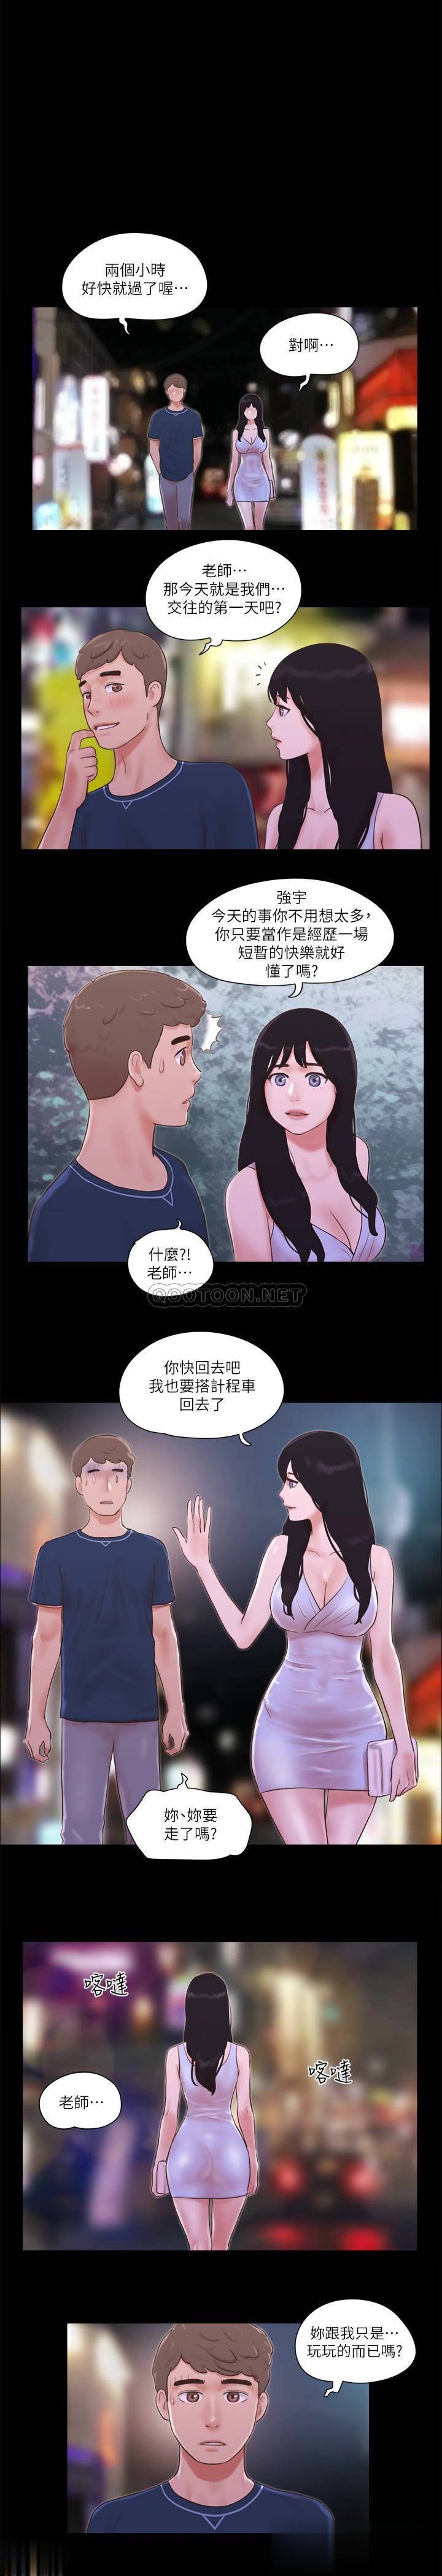 兩個小時
好快就過了喔…
對啊…
老師…
那今天就是我們…
交往的第一天吧?
強宇
今天的事你不用想太多,
你只要當作是經歷一場
短暫的快樂就好
懂了嗎?
什麼?!
老師…
QOOTOON.NET
你快回去吧
我也要搭計程車
回去了
妳、妳要
走了嗎?
喀噠
喀噠
老師…
妳跟我只是…
玩玩的而已嗎?